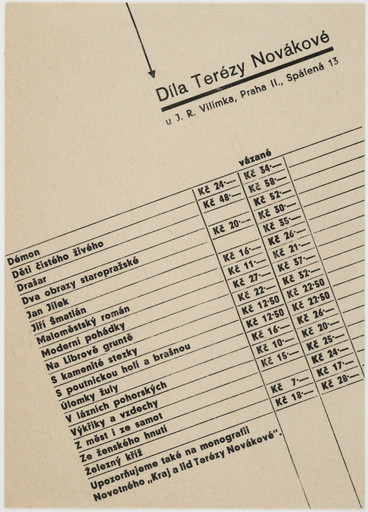 Díla Terézy Novákové
u J. R. Vilímka, Praha II., Spálená 13
vázané
Démon Kč 24·— Kč 34·—
Děti čistého živého Kč 48·— Kč 58·—
Drašar Kč 52·—
Dva obrazy staropražské Kč 20·— Kč 30·—
Jan Jílek Kč 35·—
Jiří Šmatlán Kč 16·— Kč 26·—
Maloměstský román Kč 11·— Kč 21·—
Moderní pohádky Kč 27·— Kč 37·—
Na Librově gruntě Kč 22·— Kč 32·—
S kamenité stezky Kč 12·50 Kč 22·50
S poutnickou holí a brašnou Kč 12·50 Kč 22·50
Úlomky žuly Kč 16·— Kč 26·—
V lázních pohorských Kč 10·— Kč 20·—
Výkřiky a vzdechy Kč 15·— Kč 25·—
Z měst i ze samot Kč 24·—
Ze ženského hnutí Kč 7·— Kč 17·—
Železný kříž Kč 18·— Kč 28·—
Upozorňujeme také na monografii
Novotného „Kraj a lid Terézy Novákové“.